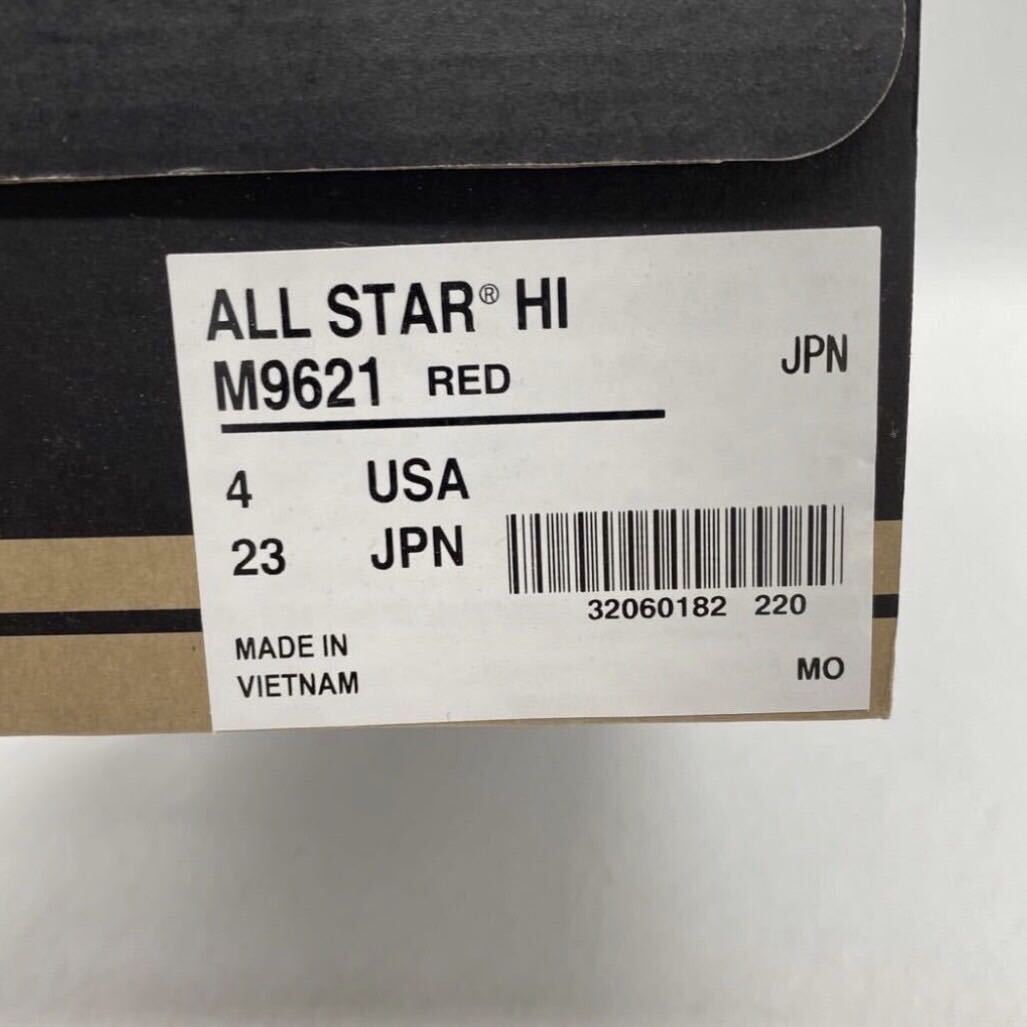 ALL STAR® HI
M9621 RED JPN
4 USA
23 JPN
32060182 220
MADE IN
VIETNAM
MO